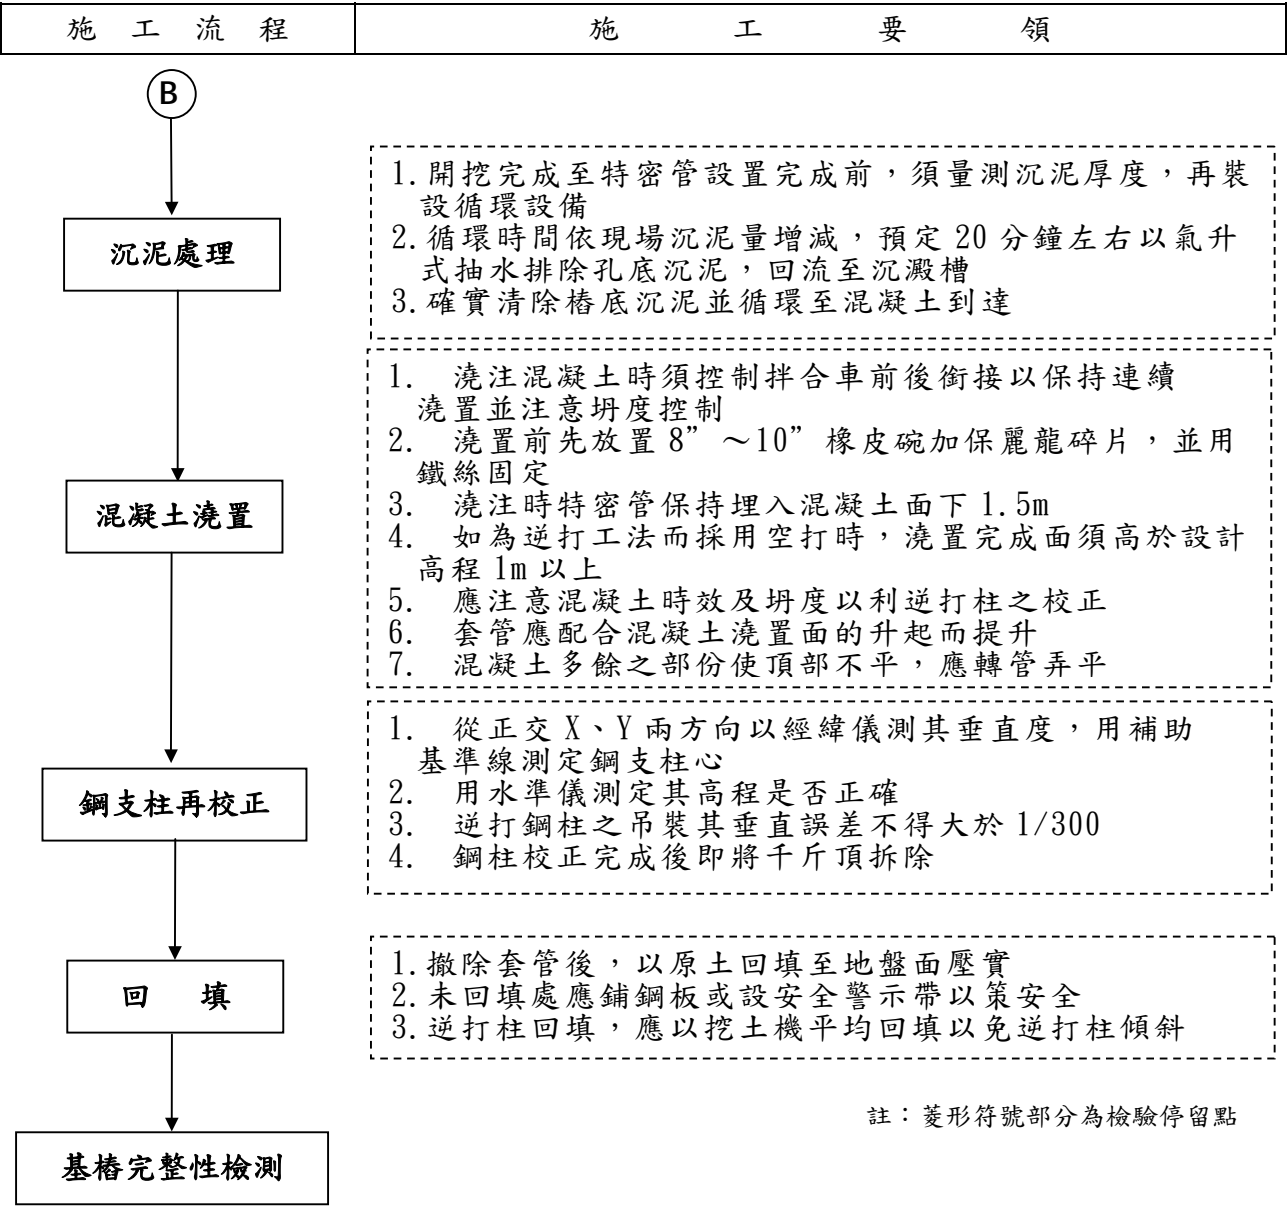 施工流程
施工要領
B
沉泥處理
1.開挖完成至特密管設置完成前，須量測沉泥厚度，再裝
設循環設備
2.循環時間依現場沉泥量增減，預定 20 分鐘左右以氣升
式抽水排除孔底沉泥，回流至沉澱槽
3.確實清除樁底沉泥並循環至混凝土到達
混凝土澆置
1. 澆注混凝土時須控制拌合車前後銜接以保持連續
澆置並注意坍度控制
2. 澆置前先放置 8”～10”橡皮碗加保麗龍碎片，並用
鐵絲固定
3. 澆注時特密管保持埋入混凝土面下 1.5m
4. 如為逆打工法而採用空打時，澆置完成面須高於設計
高程 1m 以上
5. 應注意混凝土時效及坍度以利逆打柱之校正
6. 套管應配合混凝土澆置面的升起而提升
7. 混凝土多餘之部份使頂部不平，應轉管弄平
鋼支柱再校正
1. 從正交 X、Y 兩方向以經緯儀測其垂直度，用補助
基準線測定鋼支柱心
2. 用水準儀測定其高程是否正確
3. 逆打鋼柱之吊裝其垂直誤差不得大於 1/300
4. 鋼柱校正完成後即將千斤頂拆除
回填
1.撤除套管後，以原土回填至地盤面壓實
2.未回填處應鋪鋼板或設安全警示帶以策安全
3.逆打柱回填，應以挖土機平均回填以免逆打柱傾斜
註：菱形符號部分為檢驗停留點
基樁完整性檢測